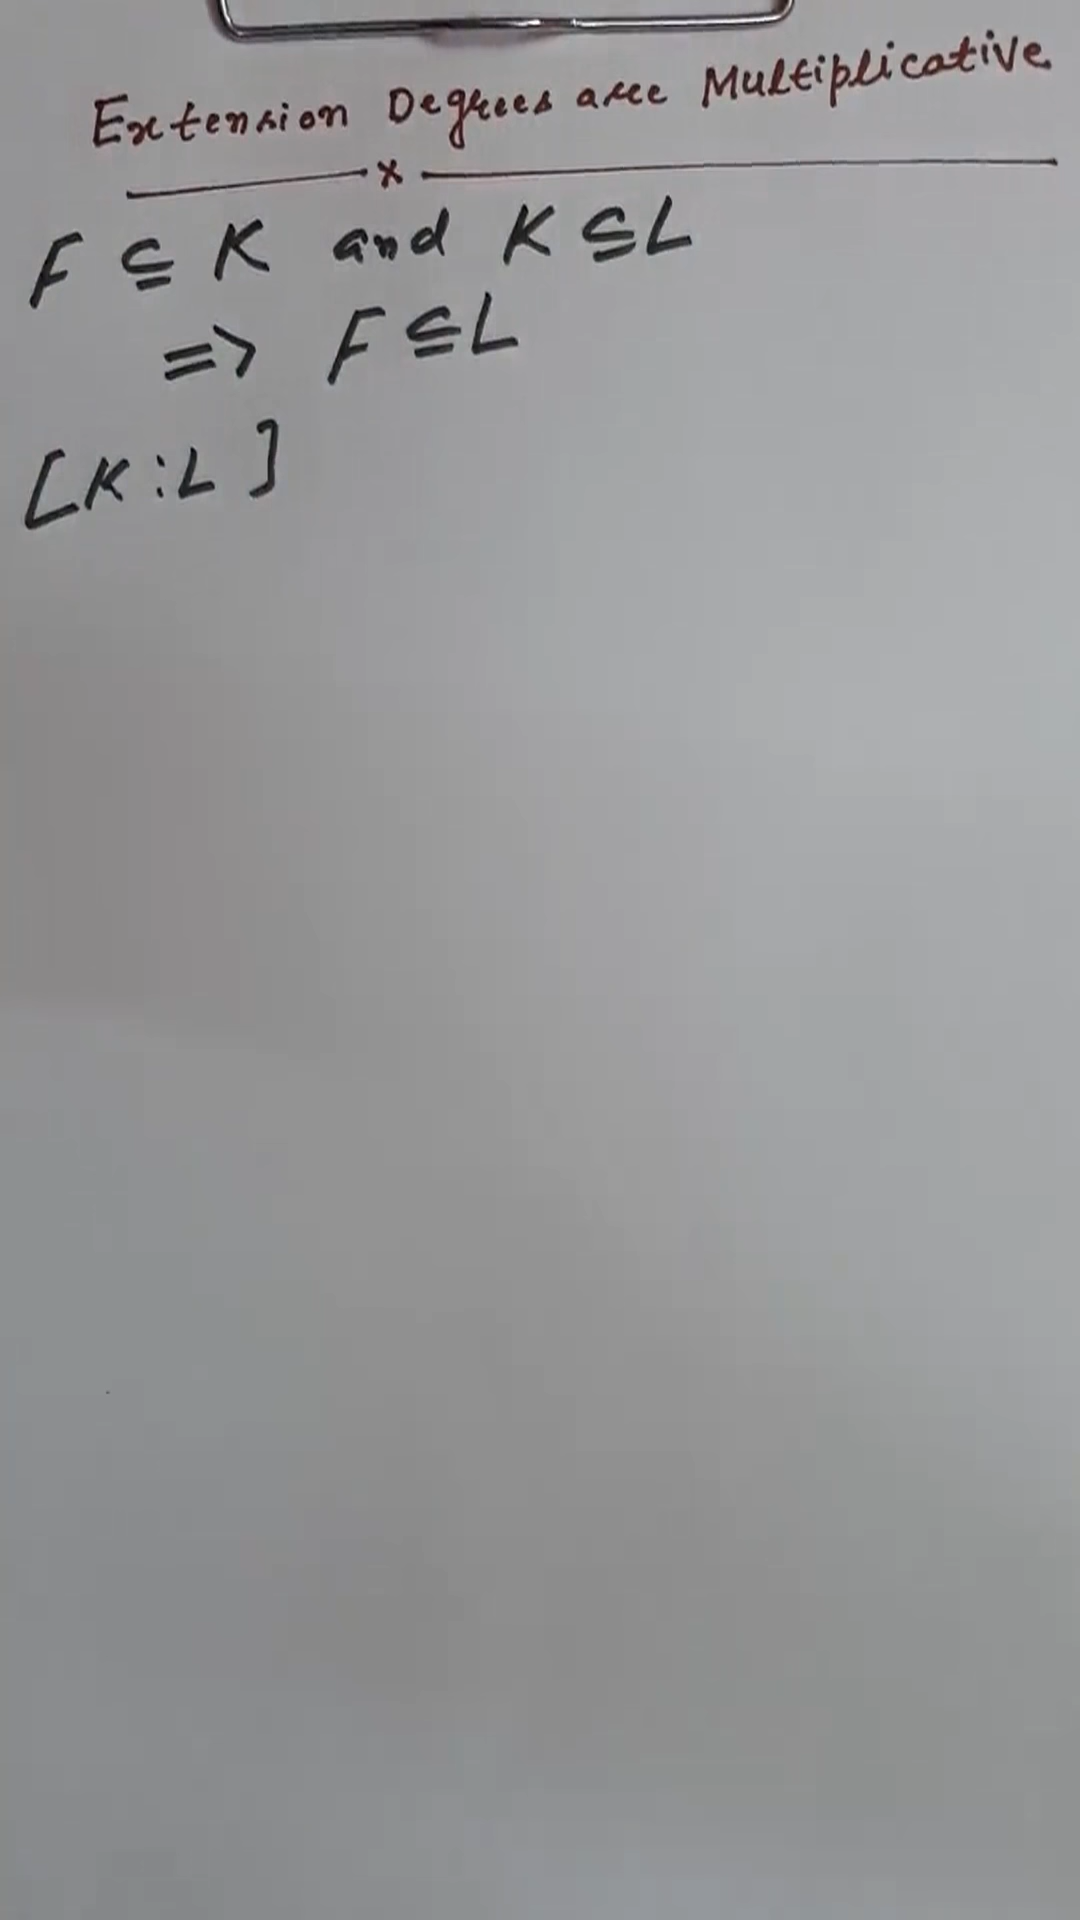 Extension Degrees are Multiplicative
x
F ⊆ K and K ⊆ L
=> F ⊆ L
[K:L]